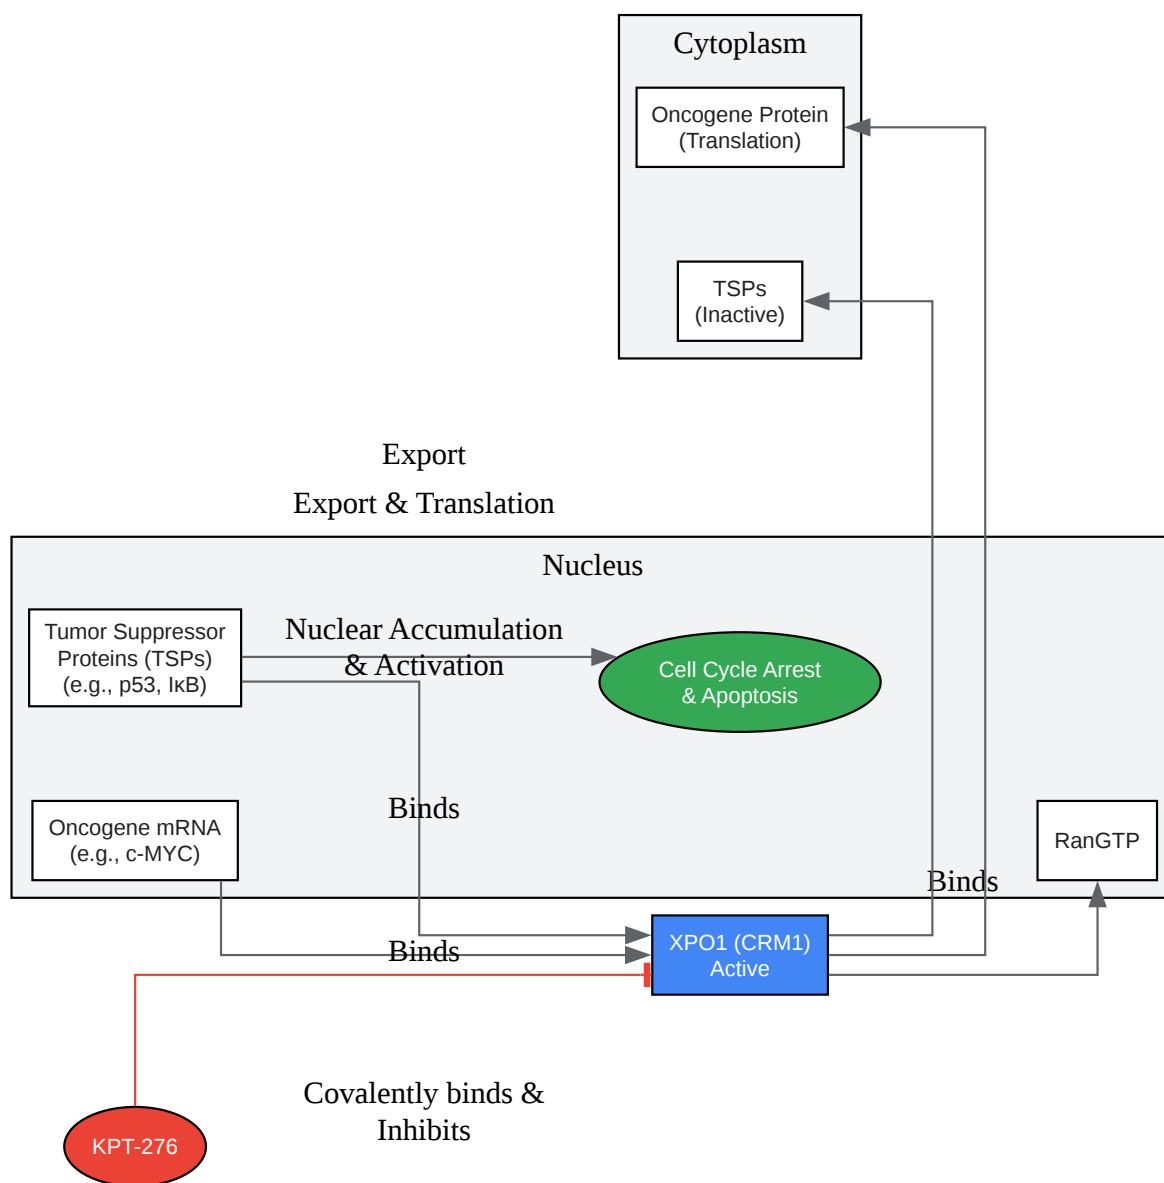 Cytoplasm
Oncogene Protein
(Translation)
TSPs
(Inactive)
Export
Export & Translation
Nucleus
Tumor Suppressor
Proteins (TSPs)
(e.g., p53, IκB)
Nuclear Accumulation
& Activation
Cell Cycle Arrest
& Apoptosis
Binds
Oncogene mRNA
(e.g., c-MYC)
RanGTP
Binds
XPO1 (CRM1)
Active
Binds
Covalently binds &
Inhibits
KPT-276